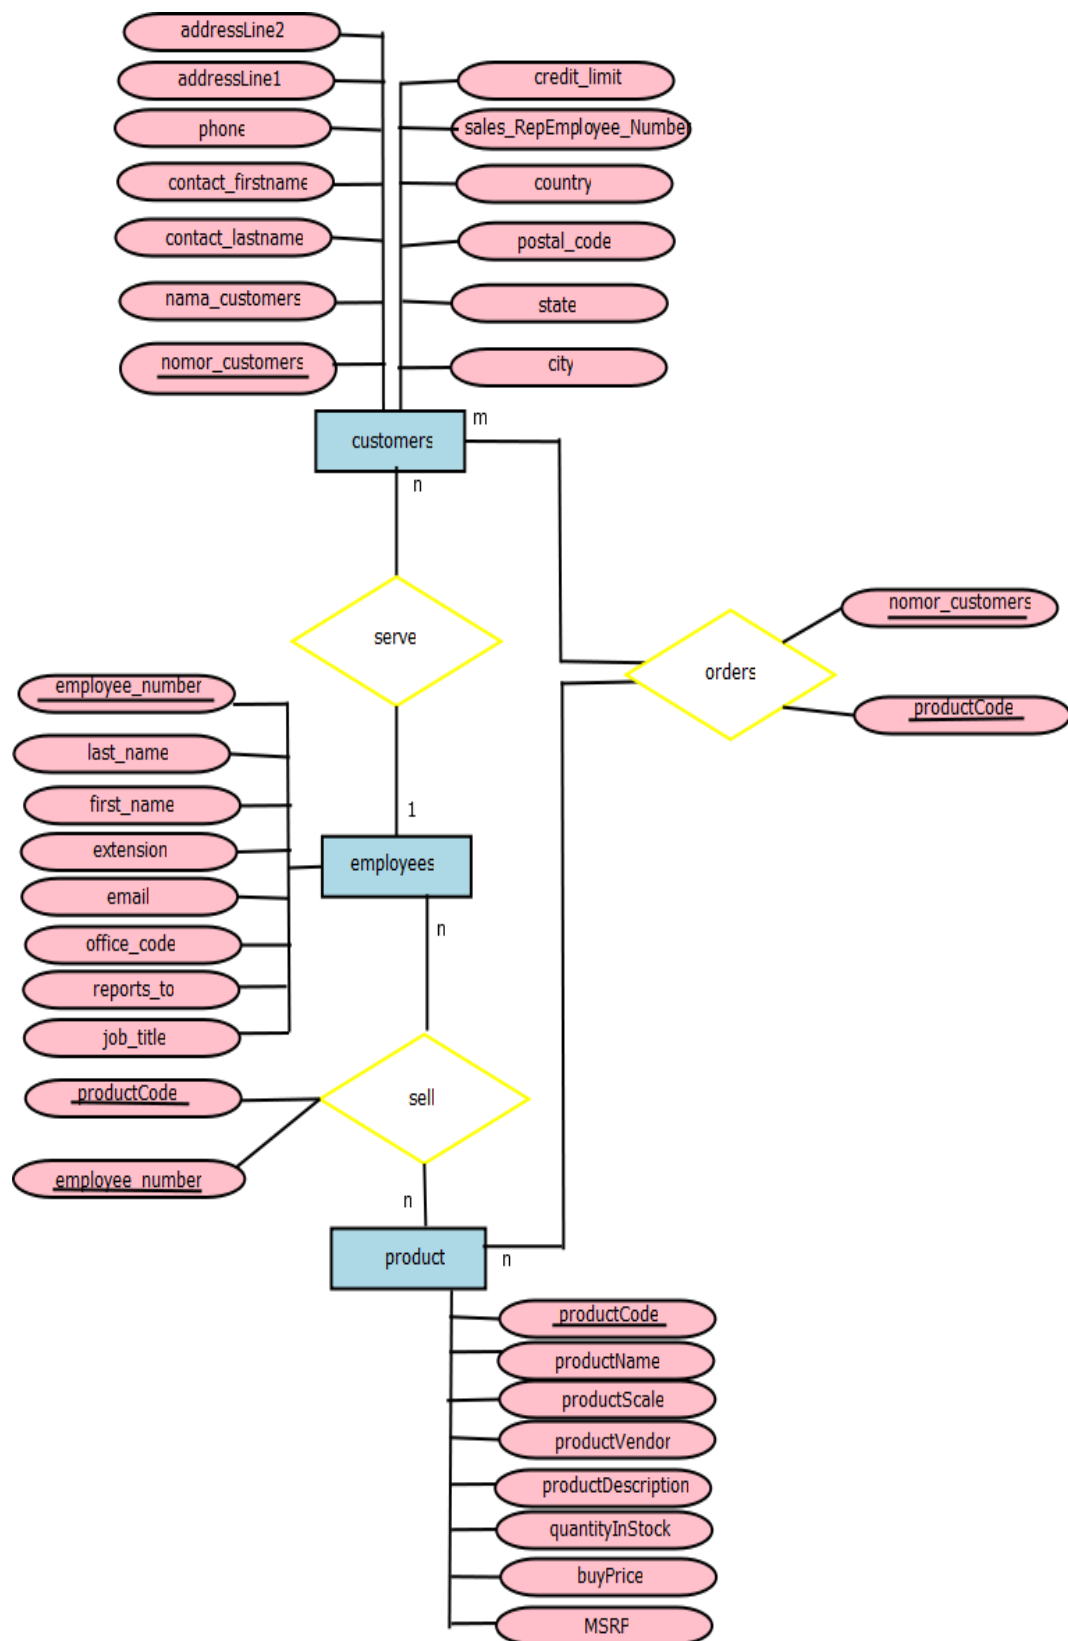 addressLine2
addressLine1
phone
contact_firstname
contact_lastname
nama_customers
nomor_customers
credit_limit
sales_RepEmployee_Number
country
postal_code
state
city
customers
m
n
serve
1
orders
nomor_customers
productCode
employee_number
last_name
first_name
extension
email
office_code
reports_to
job_title
employees
n
productCode
employee_number
sell
n
product
n
productCode
productName
productScale
productVendor
productDescription
quantityInStock
buyPrice
MSRP